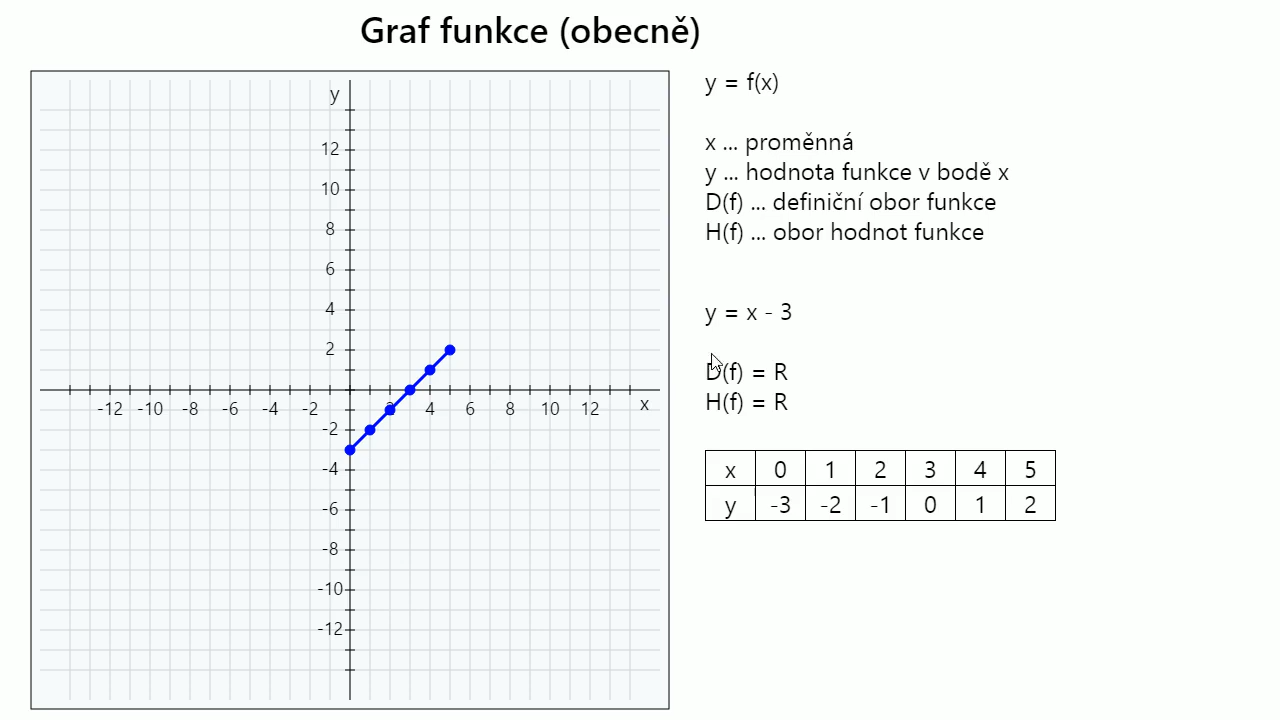 Graf funkce (obecně)
y
12
10
8
6
4
2
-12 -10 -8 -6 -4 -2 2 4 6 8 10 12 x
-2
-4
-6
-8
-10
-12
y = f(x)
x ... proměnná
y ... hodnota funkce v bodě x
D(f) ... definiční obor funkce
H(f) ... obor hodnot funkce
y = x - 3
D(f) = R
H(f) = R
x 0 1 2 3 4 5
y -3 -2 -1 0 1 2